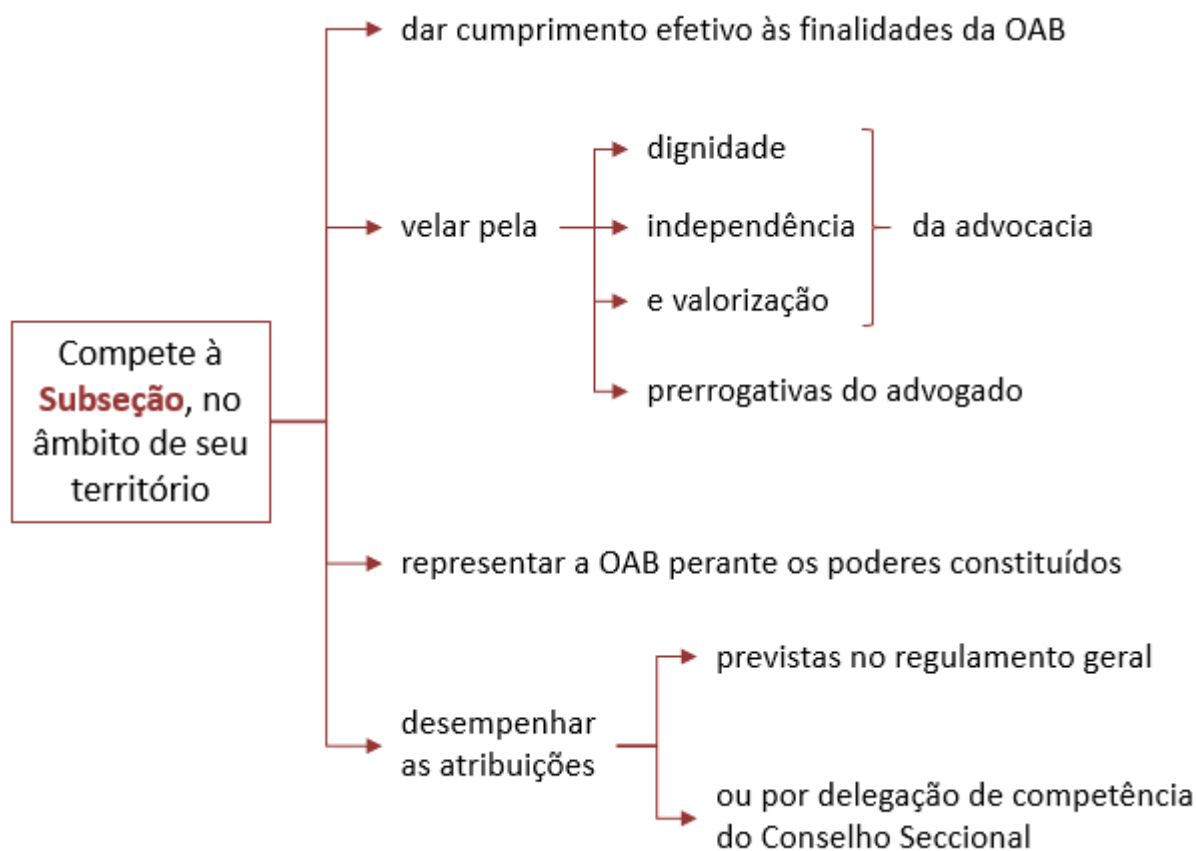 dar cumprimento efetivo às finalidades da OAB
dignidade
velar pela
independência
da advocacia
e valorização
prerrogativas do advogado
Compete à
Subseção, no
âmbito de seu
território
representar a OAB perante os poderes constituídos
previstas no regulamento geral
desempenhar
as atribuições
ou por delegação de competência
do Conselho Seccional